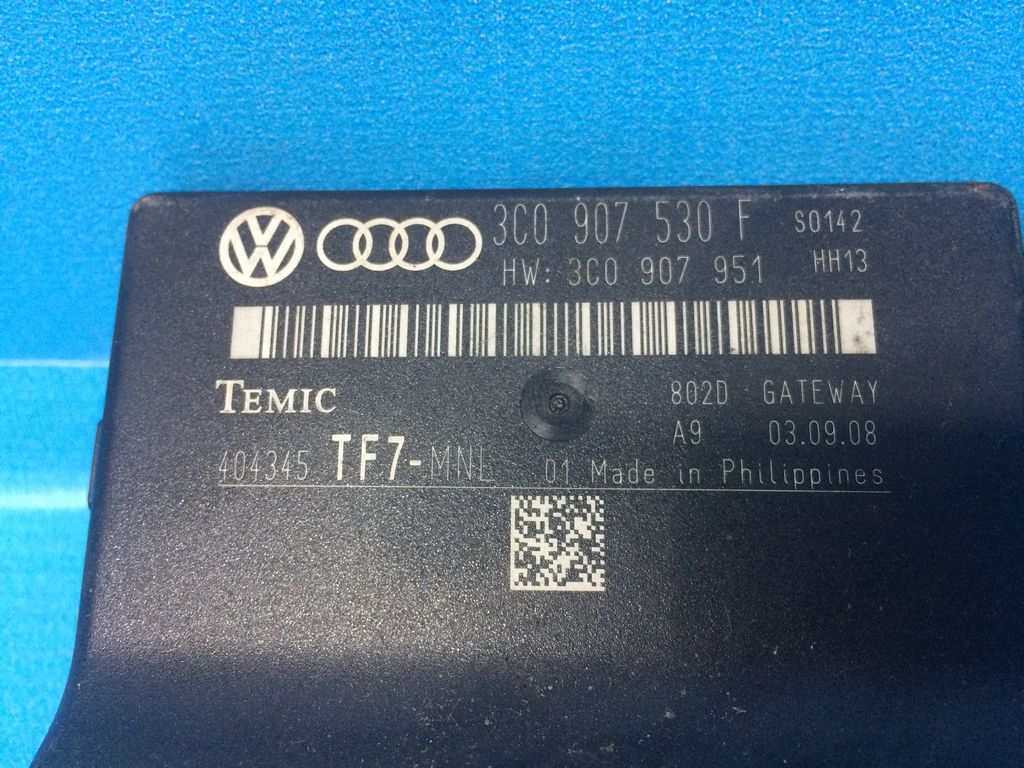 3C0 907 530 F S0142
HW: 3C0 907 951 HH13
TEMIC 802D GATEWAY
A9 03.09.08
404345 TF7-MNL 01 Made in Philippines